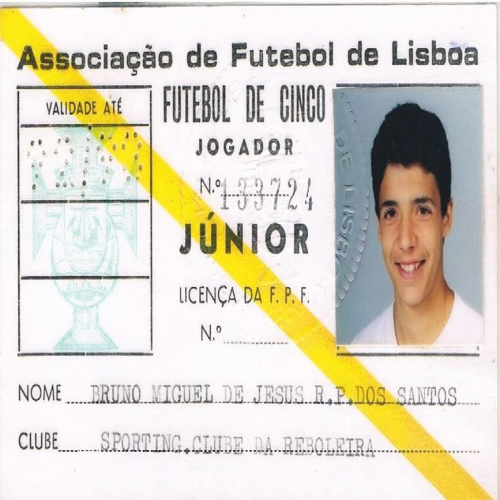 Associação de Futebol de Lisboa
VALIDADE ATÉ
FUTEBOL DE CINCO
JOGADOR
N.º 133724
JÚNIOR
LICENÇA DA F. P. F.
N.º
NOME BRUNO MIGUEL DE JESUS R.P.DOS SANTOS
CLUBE SPORTING.CLUBE DA REBOLEIRA